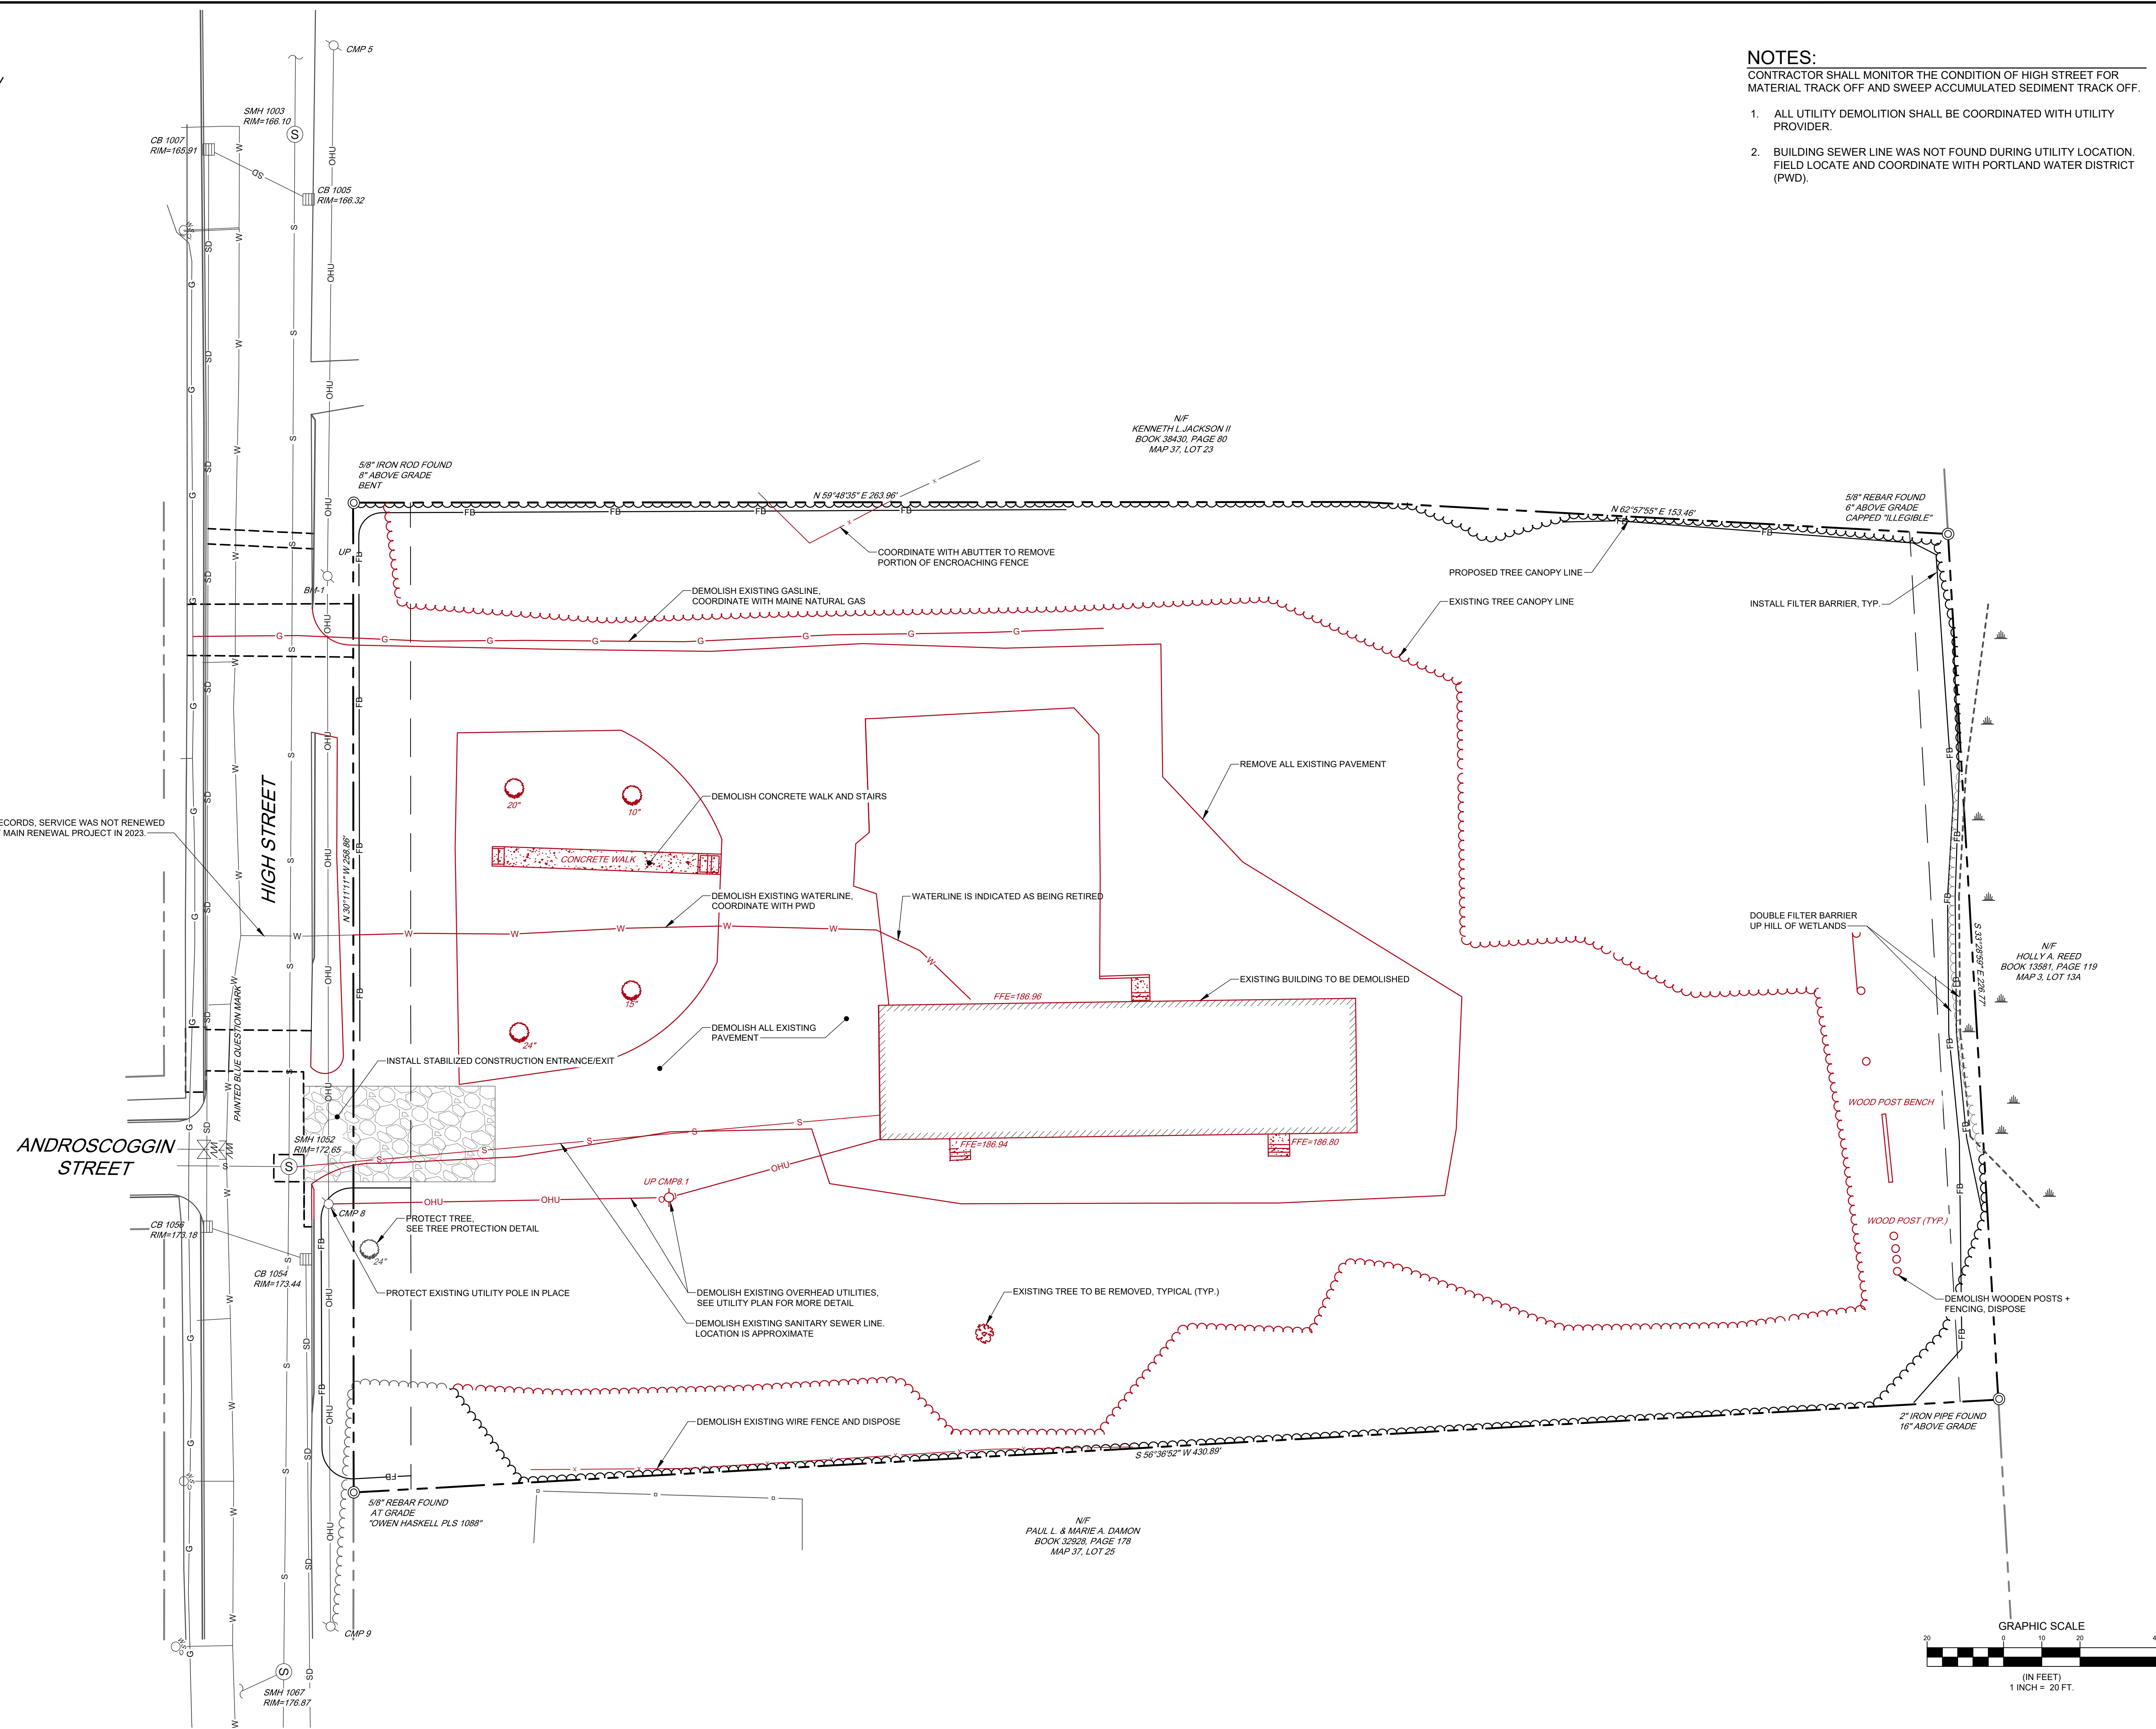 NOTES:
CONTRACTOR SHALL MONITOR THE CONDITION OF HIGH STREET FOR
MATERIAL TRACK OFF AND SWEEP ACCUMULATED SEDIMENT TRACK OFF.
1. ALL UTILITY DEMOLITION SHALL BE COORDINATED WITH UTILITY
PROVIDER.
2. BUILDING SEWER LINE WAS NOT FOUND DURING UTILITY LOCATION.
FIELD LOCATE AND COORDINATE WITH PORTLAND WATER DISTRICT
(PWD).
CMP 5
SMH 1003
RIM=166.10
CB 1007
RIM=165.91
CB 1005
RIM=166.32
N/F
KENNETH L.JACKSON II
BOOK 38430, PAGE 80
MAP 37, LOT 23
5/8" IRON ROD FOUND
8" ABOVE GRADE
BENT
N 59°48'35" E 263.96'
N 62°57'55" E 153.46'
5/8" REBAR FOUND
6" ABOVE GRADE
CAPPED "ILLEGIBLE"
UP
BM-1
COORDINATE WITH ABUTTER TO REMOVE
PORTION OF ENCROACHING FENCE
PROPOSED TREE CANOPY LINE
EXISTING TREE CANOPY LINE
INSTALL FILTER BARRIER, TYP.
DEMOLISH EXISTING GASLINE,
COORDINATE WITH MAINE NATURAL GAS
REMOVE ALL EXISTING PAVEMENT
20"
10"
DEMOLISH CONCRETE WALK AND STAIRS
CONCRETE WALK
ECORDS, SERVICE WAS NOT RENEWED
MAIN RENEWAL PROJECT IN 2023.
HIGH STREET
N 30°11'11" W 258.86'
DEMOLISH EXISTING WATERLINE,
COORDINATE WITH PWD
WATERLINE IS INDICATED AS BEING RETIRED
DOUBLE FILTER BARRIER
UP HILL OF WETLANDS
S 33°28'59" E 226.77'
N/F
HOLLY A. REED
BOOK 13581, PAGE 119
MAP 3, LOT 13A
EXISTING BUILDING TO BE DEMOLISHED
FFE=186.96
15"
24"
DEMOLISH ALL EXISTING
PAVEMENT
PAINTED BLUE QUESTION MARK
INSTALL STABILIZED CONSTRUCTION ENTRANCE/EXIT
WOOD POST BENCH
ANDROSCOGGIN
STREET
SMH 1052
RIM=172.65
FFE=186.94
FFE=186.80
UP CMP8.1
CMP 8
PROTECT TREE,
SEE TREE PROTECTION DETAIL
24"
WOOD POST (TYP.)
CB 1056
RIM=173.18
CB 1054
RIM=173.44
PROTECT EXISTING UTILITY POLE IN PLACE
DEMOLISH EXISTING OVERHEAD UTILITIES,
SEE UTILITY PLAN FOR MORE DETAIL
EXISTING TREE TO BE REMOVED, TYPICAL (TYP.)
DEMOLISH WOODEN POSTS +
FENCING, DISPOSE
DEMOLISH EXISTING SANITARY SEWER LINE.
LOCATION IS APPROXIMATE
DEMOLISH EXISTING WIRE FENCE AND DISPOSE
S 56°36'52" W 430.89'
2" IRON PIPE FOUND
16" ABOVE GRADE
5/8" REBAR FOUND
AT GRADE
"OWEN HASKELL PLS 1088"
N/F
PAUL L. & MARIE A. DAMON
BOOK 32928, PAGE 178
MAP 37, LOT 25
CMP 9
SMH 1067
RIM=176.87
GRAPHIC SCALE
20 0 10 20
(IN FEET)
1 INCH = 20 FT.